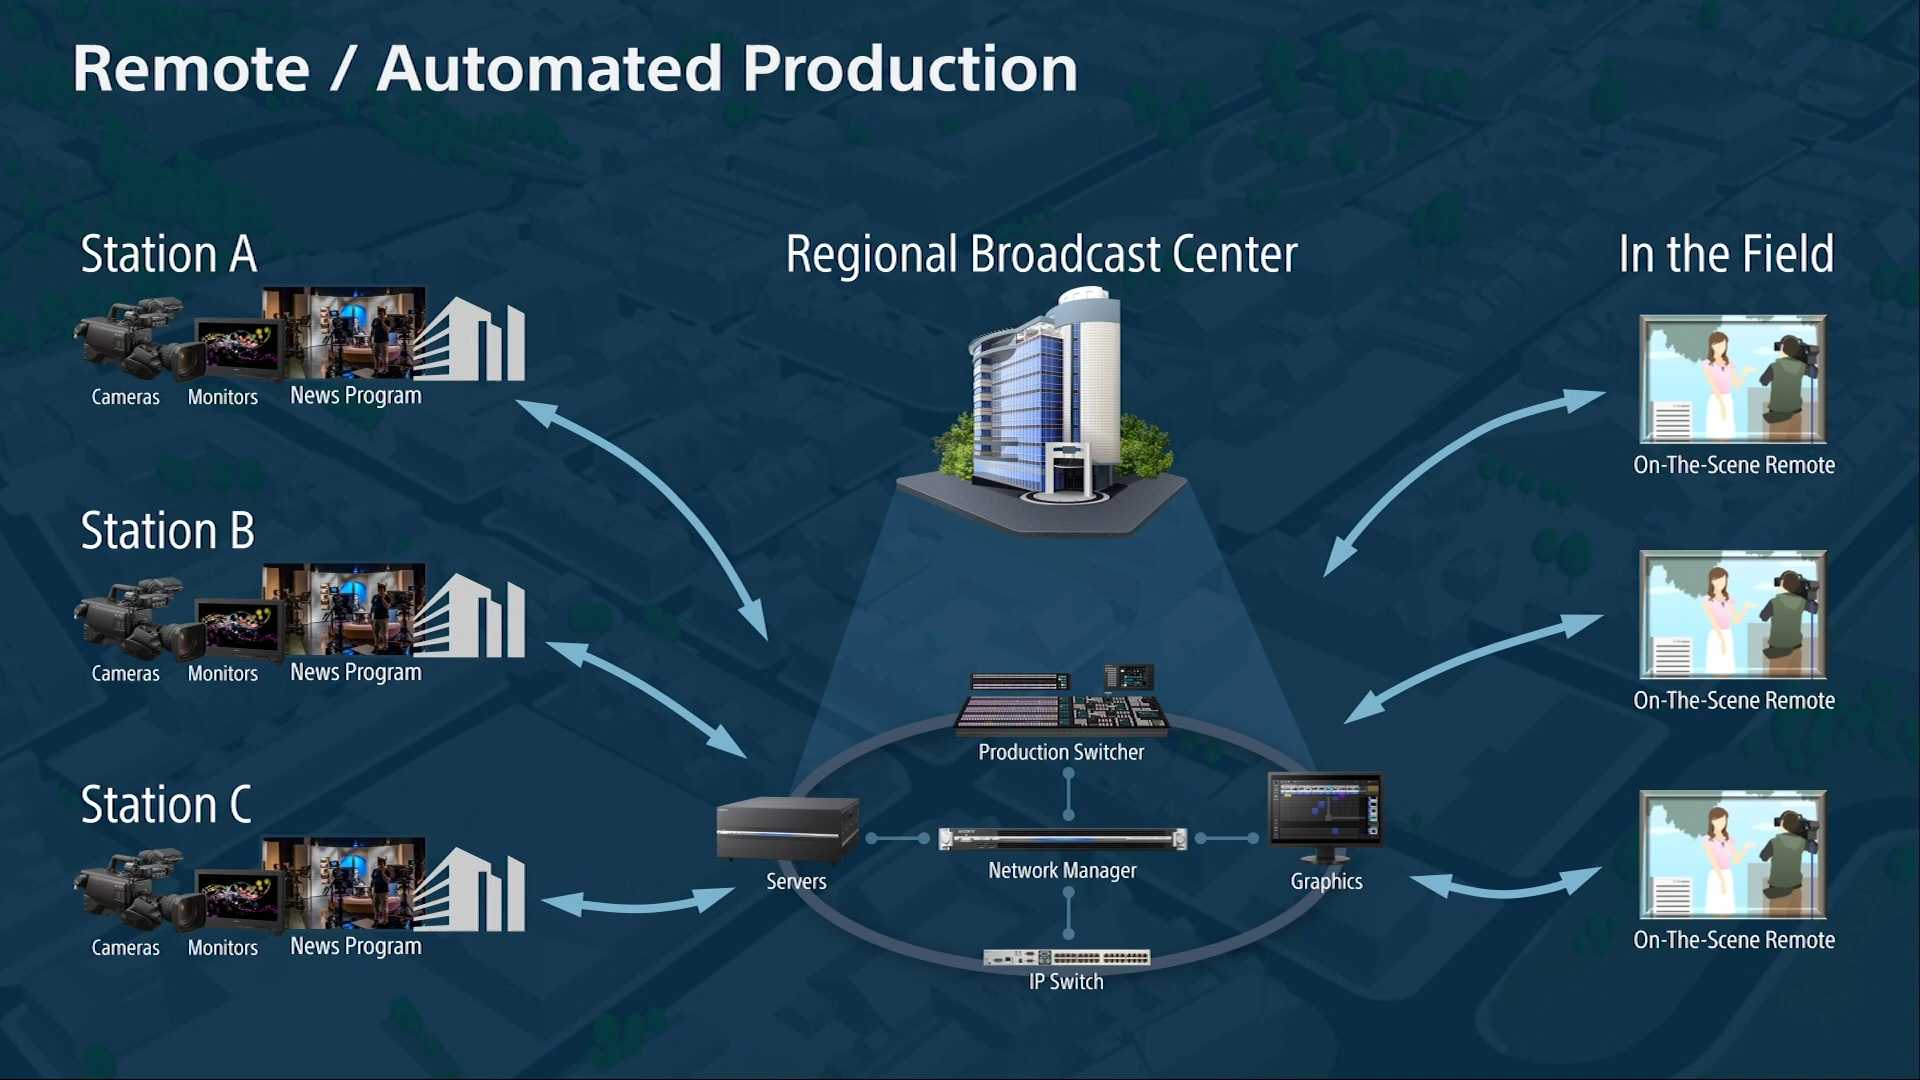 Remote / Automated Production
Station A
Cameras
Monitors
News Program
Station B
Cameras
Monitors
News Program
Station C
Cameras
Monitors
News Program
Regional Broadcast Center
Production Switcher
Servers
Network Manager
Graphics
IP Switch
In the Field
On-The-Scene Remote
On-The-Scene Remote
On-The-Scene Remote